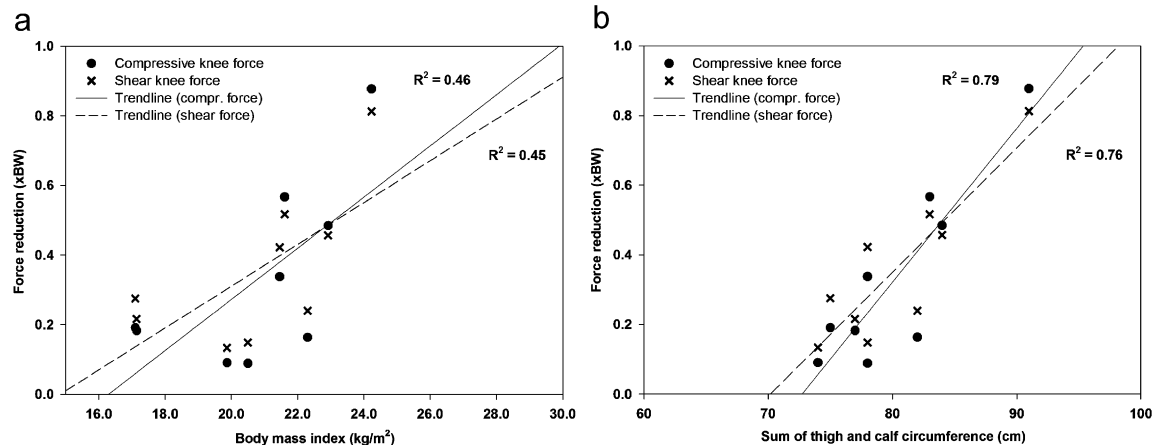 a
1.0
0.8
0.6
0.4
0.2
0.0
Force reduction (xBW)
Compressive knee force
Shear knee force
Trendline (compr. force)
Trendline (shear force)
R² = 0.46
R² = 0.45
16.0 18.0 20.0 22.0 24.0 26.0 28.0 30.0
Body mass index (kg/m²)
b
1.0
0.8
0.6
0.4
0.2
0.0
Force reduction (xBW)
Compressive knee force
Shear knee force
Trendline (compr. force)
Trendline (shear force)
R² = 0.79
R² = 0.76
60 70 80 90 100
Sum of thigh and calf circumference (cm)